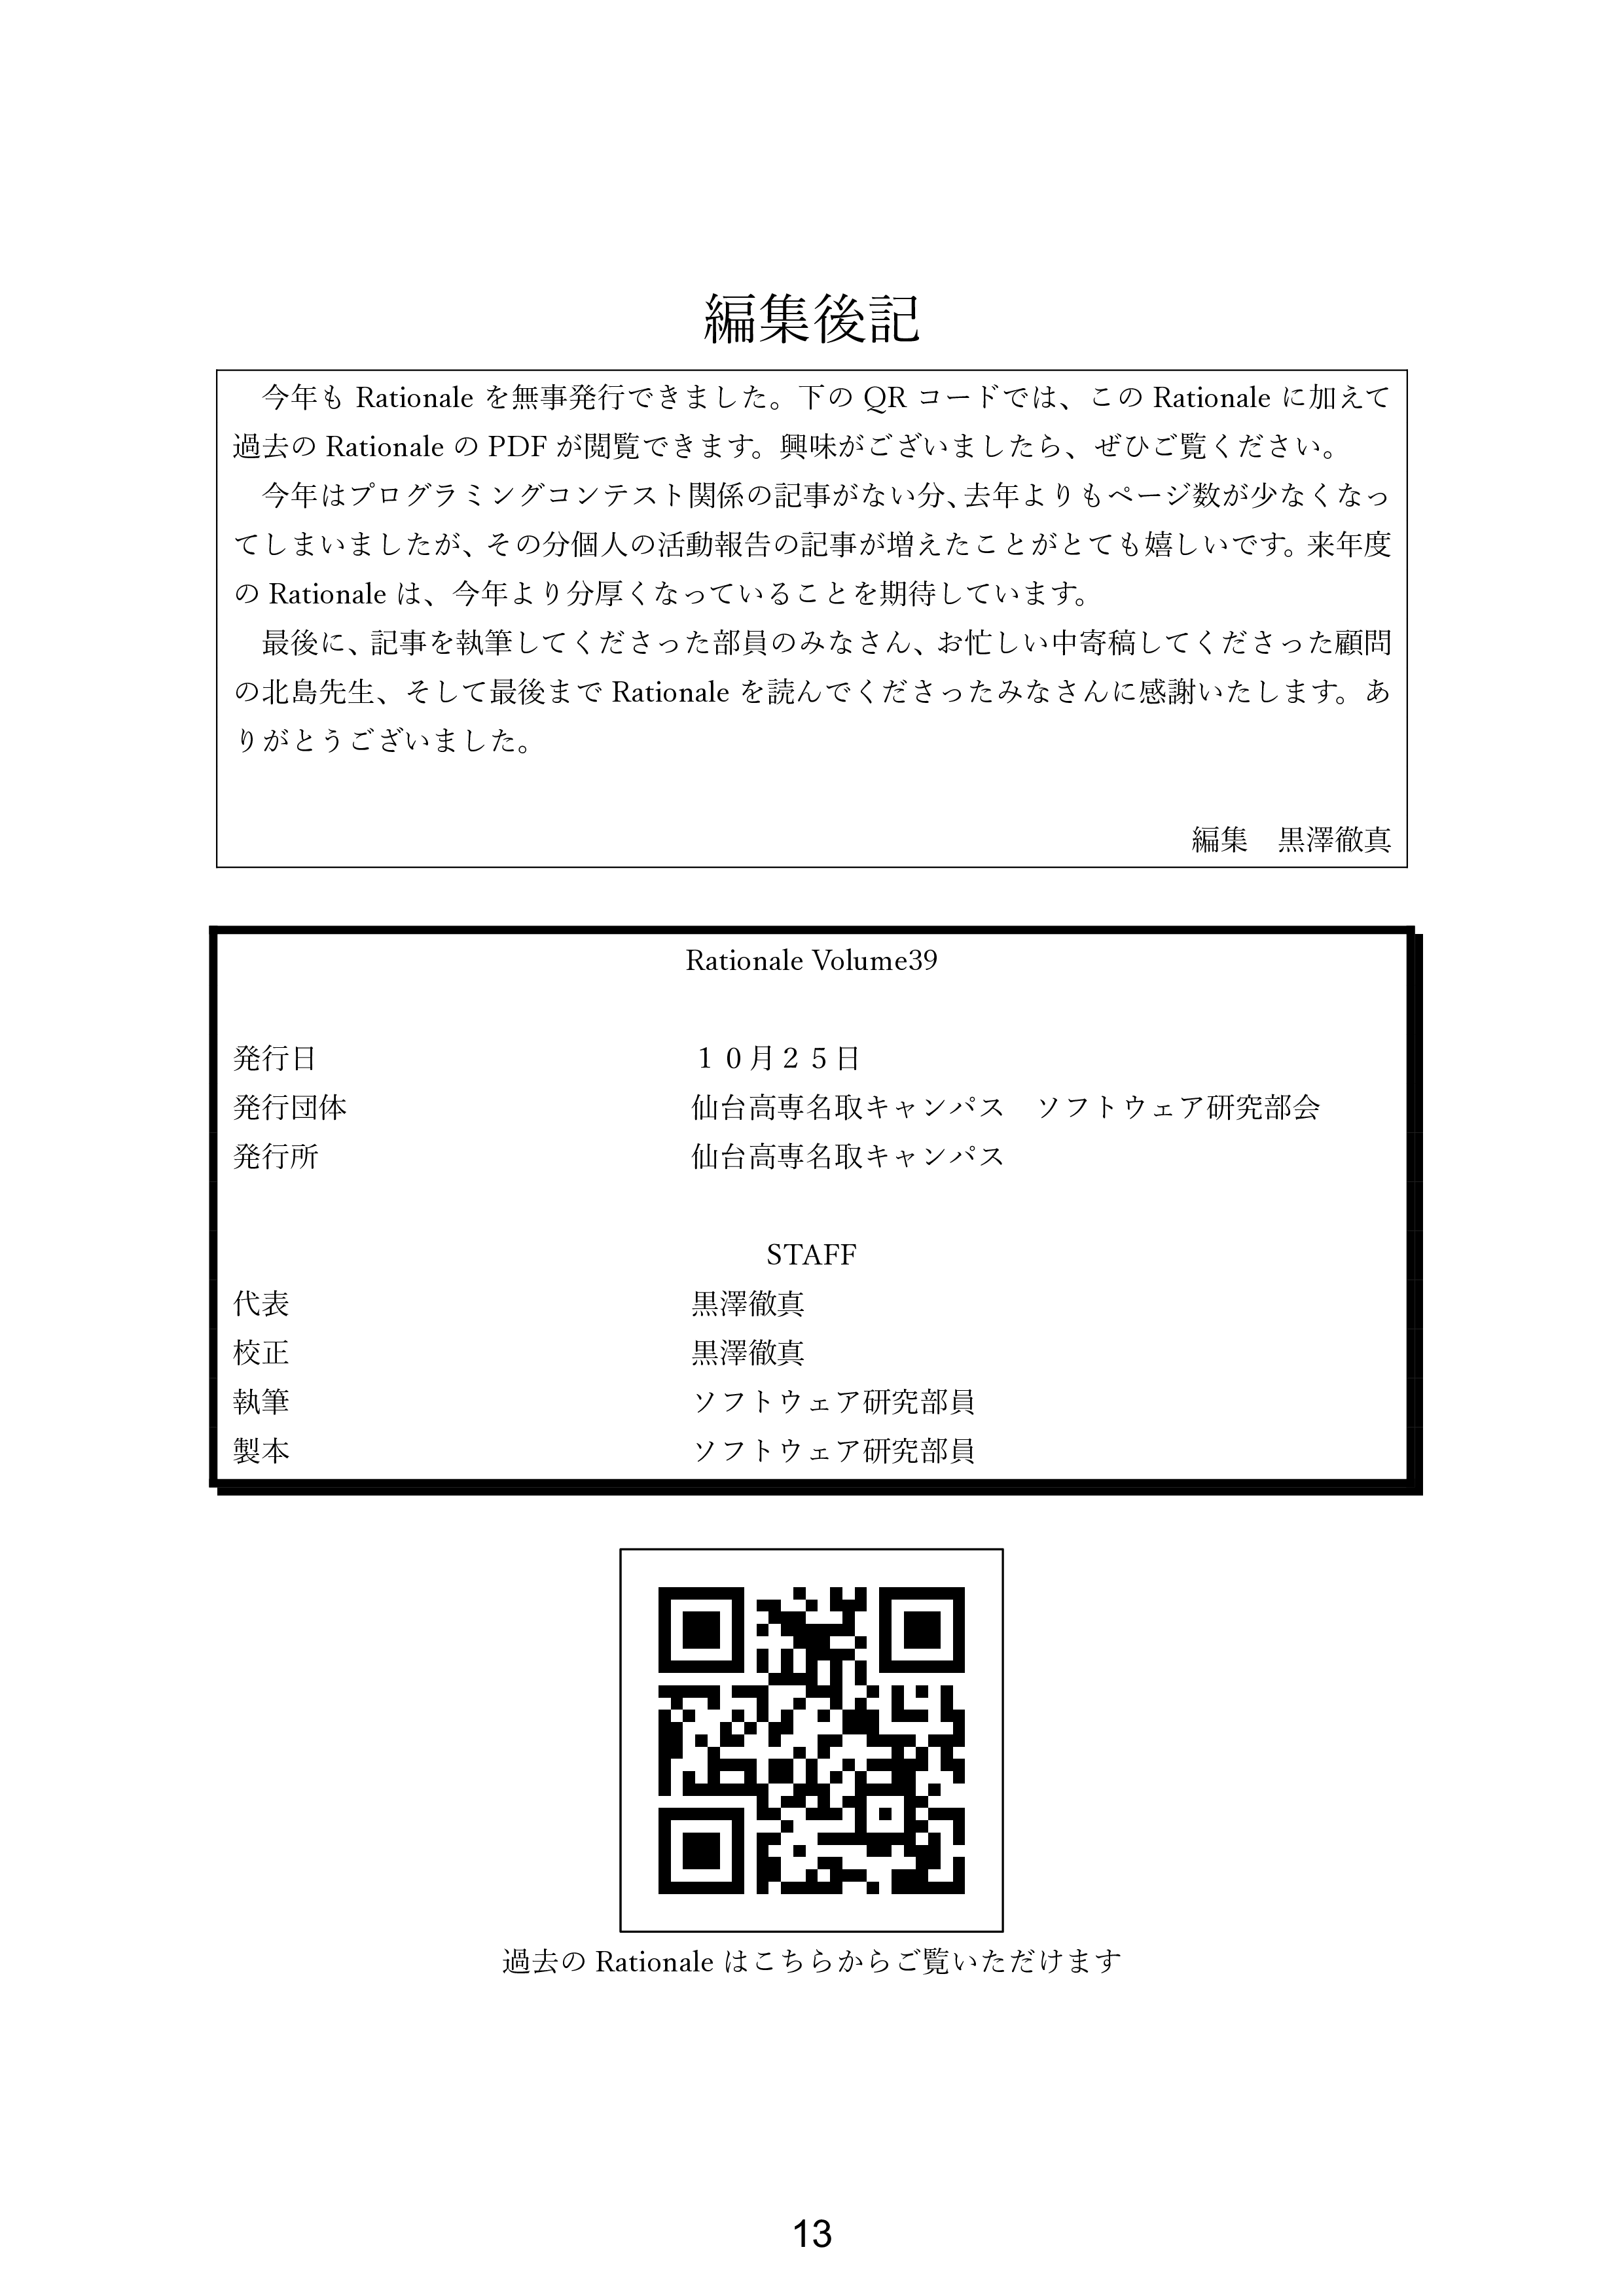 編集後記
　今年も Rationale を無事発行できました。下の QR コードでは、この Rationale に加えて
過去の Rationale の PDF が閲覧できます。興味がございましたら、ぜひご覧ください。
　今年はプログラミングコンテスト関係の記事がない分、去年よりもページ数が少なくなっ
てしまいましたが、その分個人の活動報告の記事が増えたことがとても嬉しいです。来年度
の Rationale は、今年より分厚くなっていることを期待しています。
　最後に、記事を執筆してくださった部員のみなさん、お忙しい中寄稿してくださった顧問
の北島先生、そして最後まで Rationale を読んでくださったみなさんに感謝いたします。あ
りがとうございました。
編集　黒澤徹真
Rationale Volume39
発行日　１０月２５日
発行団体　仙台高専名取キャンパス　ソフトウェア研究部会
発行所　仙台高専名取キャンパス
STAFF
代表　黒澤徹真
校正　黒澤徹真
執筆　ソフトウェア研究部員
製本　ソフトウェア研究部員
過去の Rationale はこちらからご覧いただけます
13